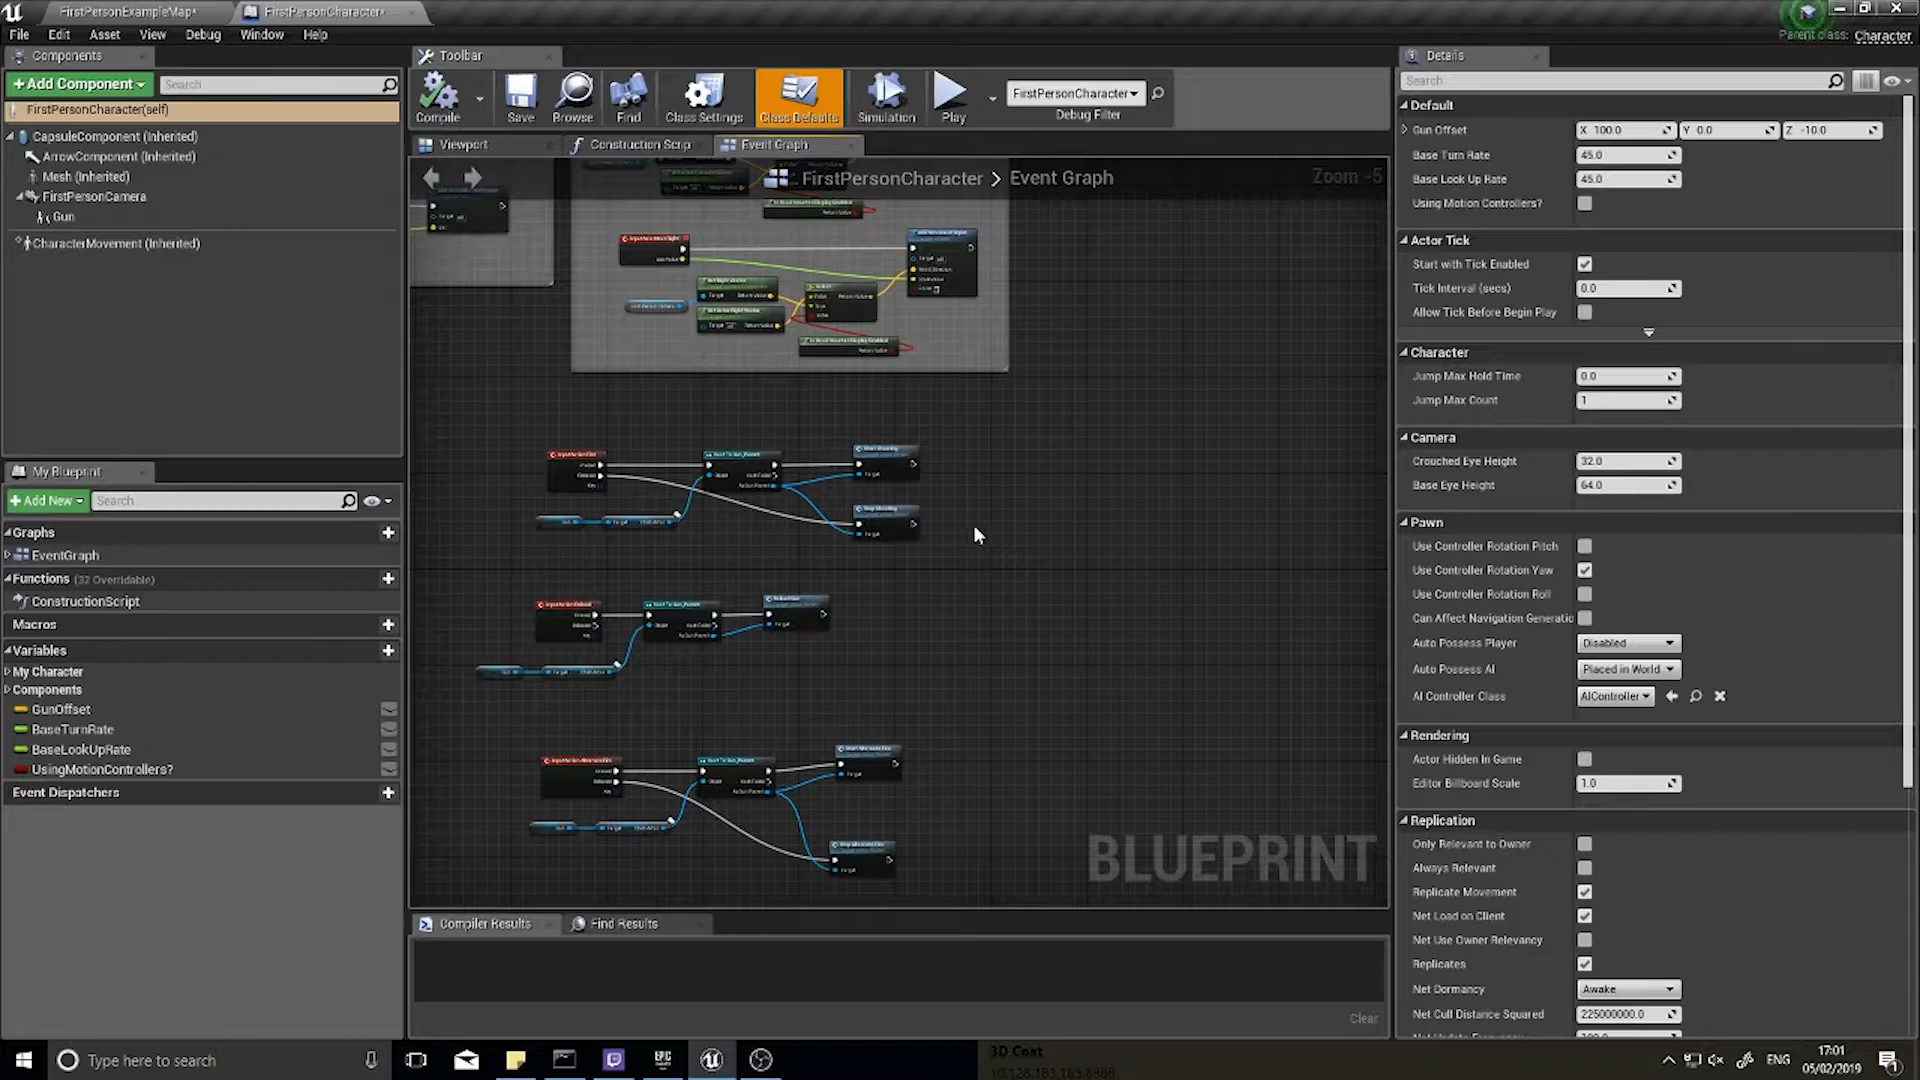 FirstPersonExampleMap*
FirstPersonCharacter*
File Edit Asset View Debug Window Help
Parent class: Character
Components
Toolbar
Details
+Add Component
Search
FirstPersonCharacter(self)
CapsuleComponent (Inherited)
ArrowComponent (Inherited)
Mesh (Inherited)
FirstPersonCamera
Gun
CharacterMovement (Inherited)
Compile
Save
Browse
Find
Class Settings
Class Defaults
Simulation
Play
FirstPersonCharacter
Debug Filter
Viewport
Construction Scrip
Event Graph
FirstPersonCharacter > Event Graph
Zoom -5
BLUEPRINT
My Blueprint
+Add New
Search
Graphs
EventGraph
Functions (32 Overridable)
ConstructionScript
Macros
Variables
My Character
Components
GunOffset
BaseTurnRate
BaseLookUpRate
UsingMotionControllers?
Event Dispatchers
Compiler Results
Find Results
Clear
Search
Default
Gun Offset X 100.0 Y 0.0 Z -10.0
Base Turn Rate 45.0
Base Look Up Rate 45.0
Using Motion Controllers?
Actor Tick
Start with Tick Enabled
Tick Interval (secs) 0.0
Allow Tick Before Begin Play
Character
Jump Max Hold Time 0.0
Jump Max Count 1
Camera
Crouched Eye Height 32.0
Base Eye Height 64.0
Pawn
Use Controller Rotation Pitch
Use Controller Rotation Yaw
Use Controller Rotation Roll
Can Affect Navigation Generatic
Auto Possess Player Disabled
Auto Possess AI Placed in World
AI Controller Class AIController
Rendering
Actor Hidden In Game
Editor Billboard Scale 1.0
Replication
Only Relevant to Owner
Always Relevant
Replicate Movement
Net Load on Client
Net Use Owner Relevancy
Replicates
Net Dormancy Awake
Net Cull Distance Squared 225000000.0
Type here to search
3D Coat
10.128.183.183:8888
ENG
17:01
05/02/2019